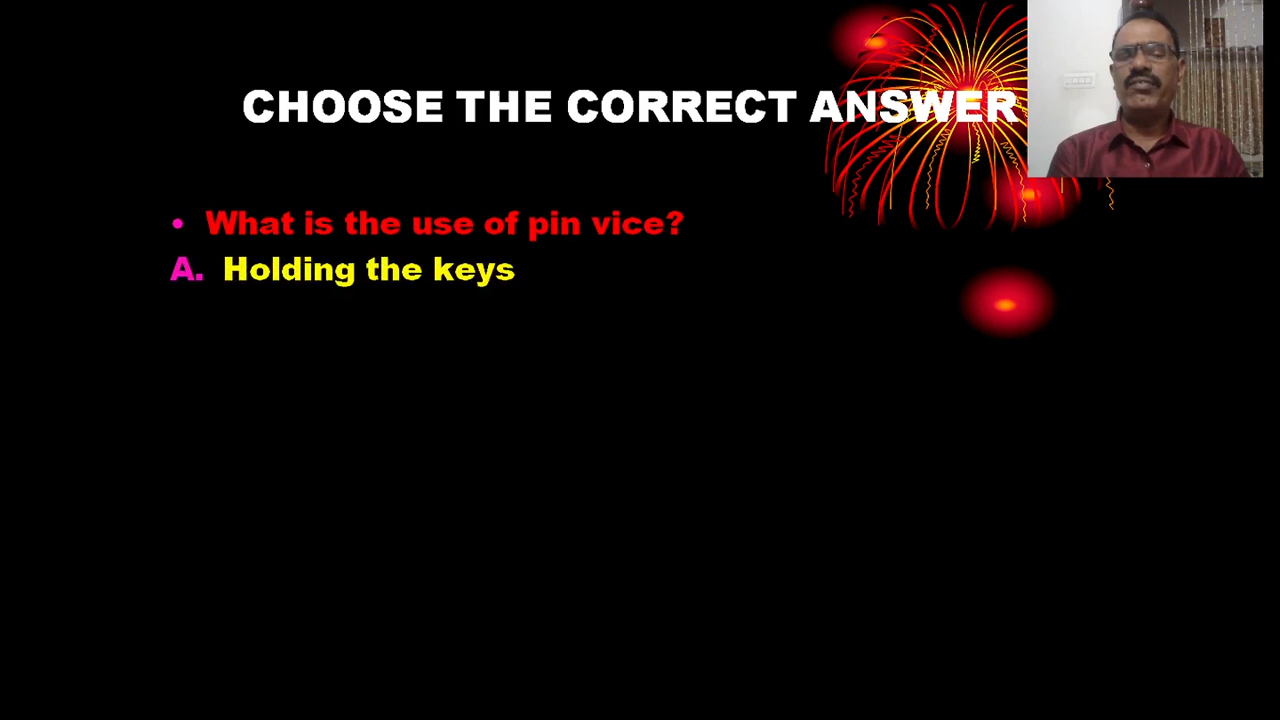 CHOOSE THE CORRECT ANSWER
• What is the use of pin vice?
A. Holding the keys